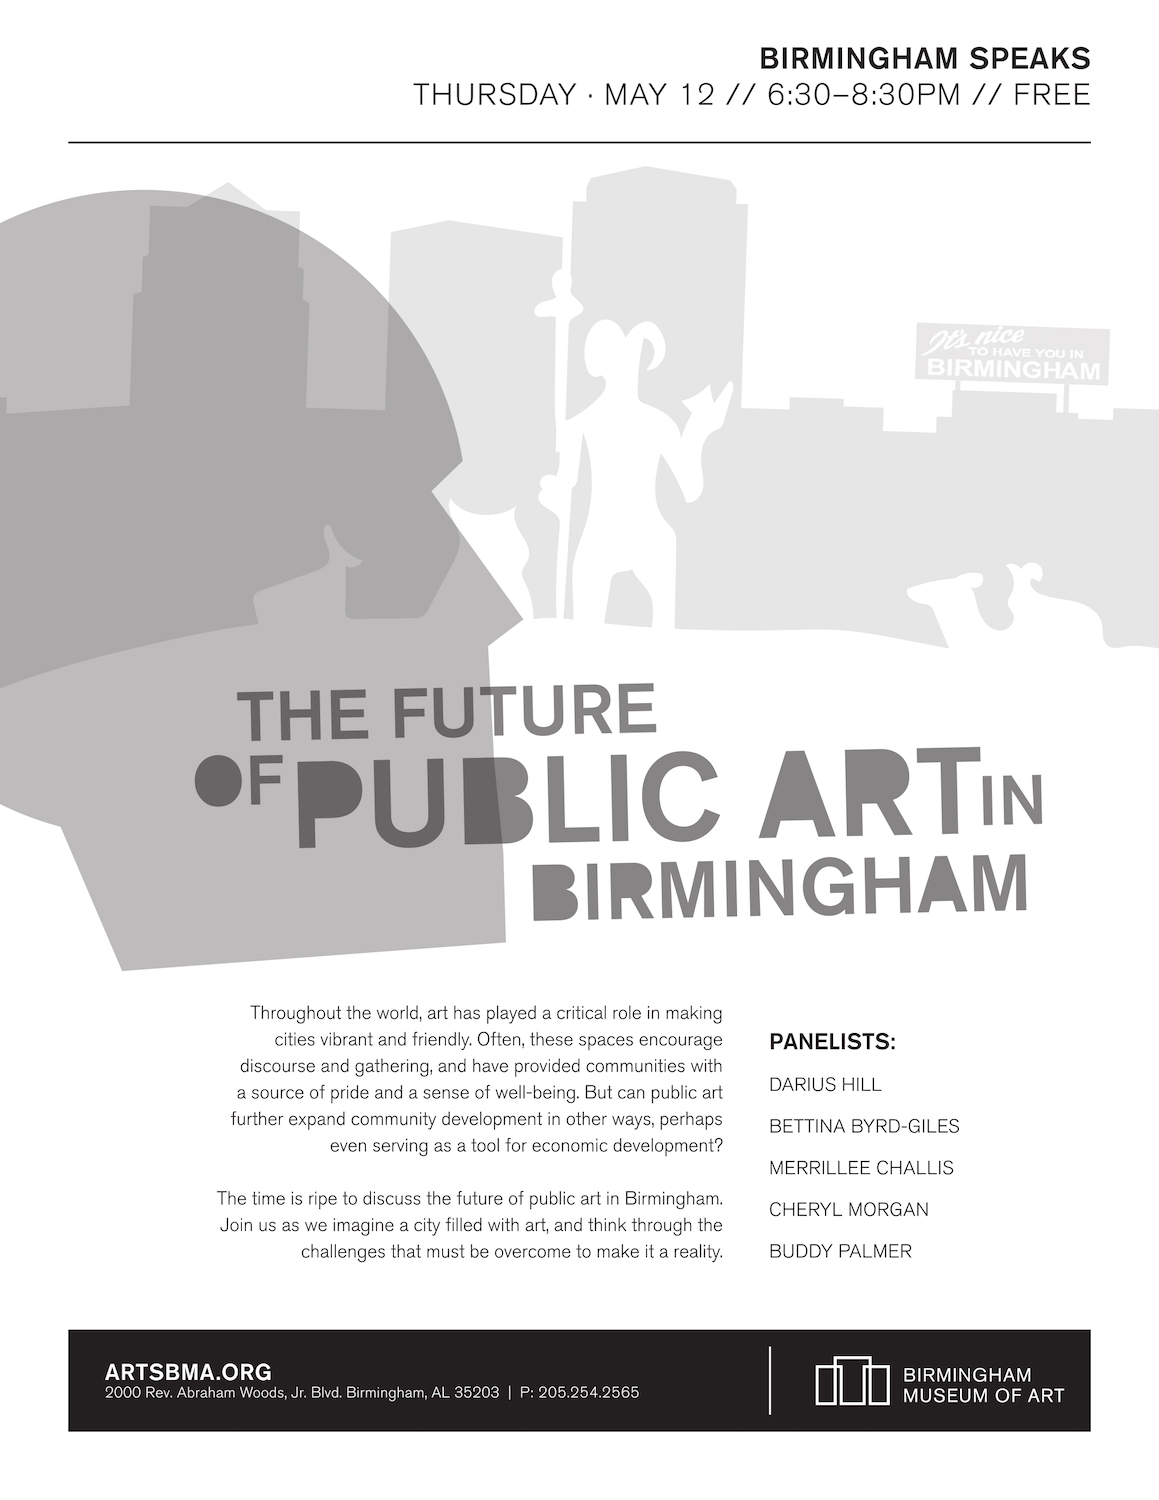 BIRMINGHAM SPEAKS
THURSDAY · MAY 12 // 6:30–8:30PM // FREE
It's nice
TO HAVE YOU IN
BIRMINGHAM
THE FUTURE
OF PUBLIC ART IN
BIRMINGHAM
Throughout the world, art has played a critical role in making
cities vibrant and friendly. Often, these spaces encourage
discourse and gathering, and have provided communities with
a source of pride and a sense of well-being. But can public art
further expand community development in other ways, perhaps
even serving as a tool for economic development?
The time is ripe to discuss the future of public art in Birmingham.
Join us as we imagine a city filled with art, and think through the
challenges that must be overcome to make it a reality.
PANELISTS:
DARIUS HILL
BETTINA BYRD-GILES
MERRILLEE CHALLIS
CHERYL MORGAN
BUDDY PALMER
ARTSBMA.ORG
2000 Rev. Abraham Woods, Jr. Blvd. Birmingham, AL 35203 | P: 205.254.2565
BIRMINGHAM
MUSEUM OF ART